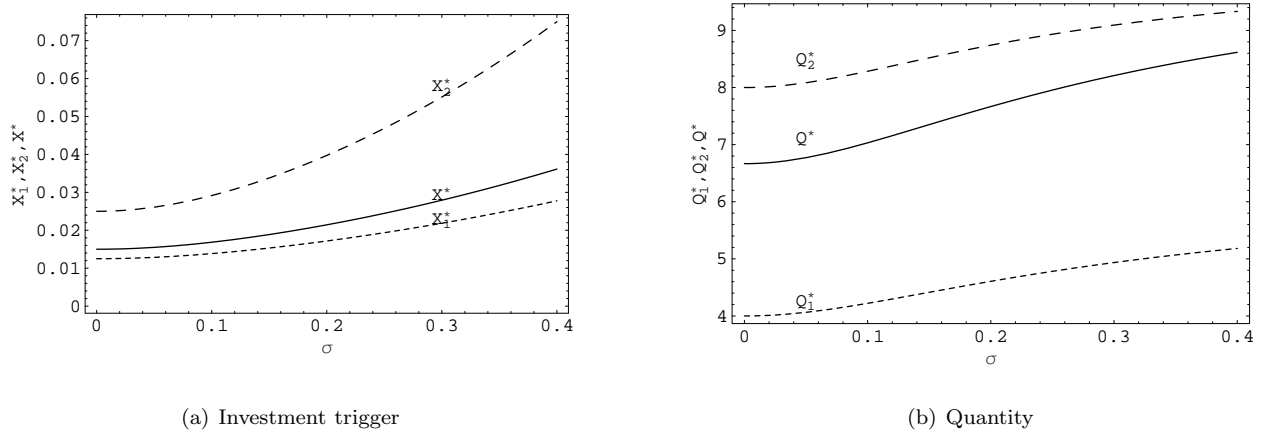 0.07
0.06
0.05
0.04
0.03
0.02
0.01
0
X₁*, X₂*, X*
X₂*
X*
X₁*
0 0.1 0.2 0.3 0.4
σ
(a) Investment trigger
9
8
7
6
5
4
Q₁*, Q₂*, Q*
Q₂*
Q*
Q₁*
0 0.1 0.2 0.3 0.4
σ
(b) Quantity